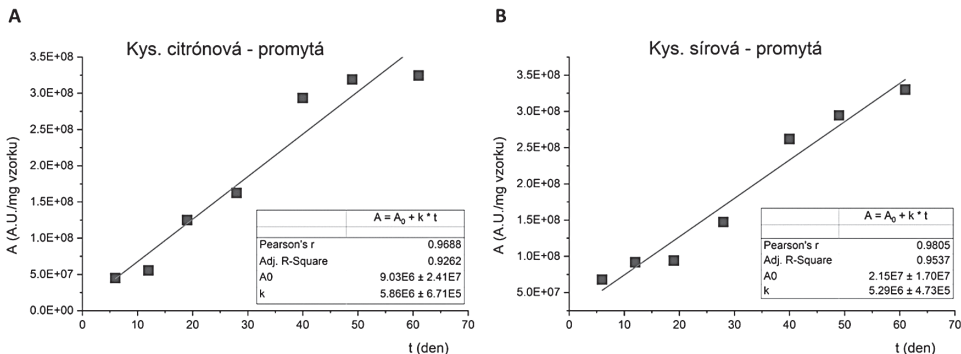 A
Kys. citrónová - promytá
A (A.U./mg vzorku)
3.5E+08
3.0E+08
2.5E+08
2.0E+08
1.5E+08
1.0E+08
5.0E+07
0.0E+00
0 10 20 30 40 50 60 70
t (den)
A = A0 + k * t
Pearson's r 0.9688
Adj. R-Square 0.9262
A0 9.03E6 ± 2.41E7
k 5.86E6 ± 6.71E5
B
Kys. sírová - promytá
A (A.U./mg vzorku)
3.5E+08
3.0E+08
2.5E+08
2.0E+08
1.5E+08
1.0E+08
5.0E+07
0 10 20 30 40 50 60 70
t (den)
A = A0 + k * t
Pearson's r 0.9805
Adj. R-Square 0.9537
A0 2.15E7 ± 1.70E7
k 5.29E6 ± 4.73E5